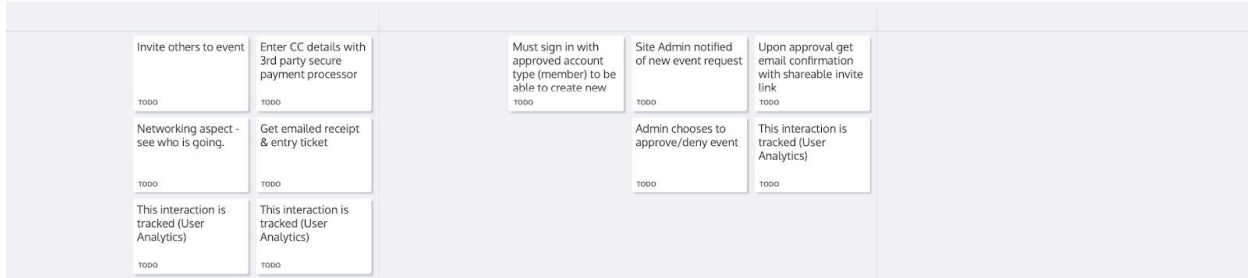 Invite others to event
TODO
Enter CC details with
3rd party secure
payment processor
TODO
Must sign in with
approved account
type (member) to be
able to create new
TODO
Site Admin notified
of new event request
TODO
Upon approval get
email confirmation
with shareable invite
link
TODO
Networking aspect -
see who is going.
TODO
Get emailed receipt
& entry ticket
TODO
Admin chooses to
approve/deny event
TODO
This interaction is
tracked (User
Analytics)
TODO
This interaction is
tracked (User
Analytics)
TODO
This interaction is
tracked (User
Analytics)
TODO